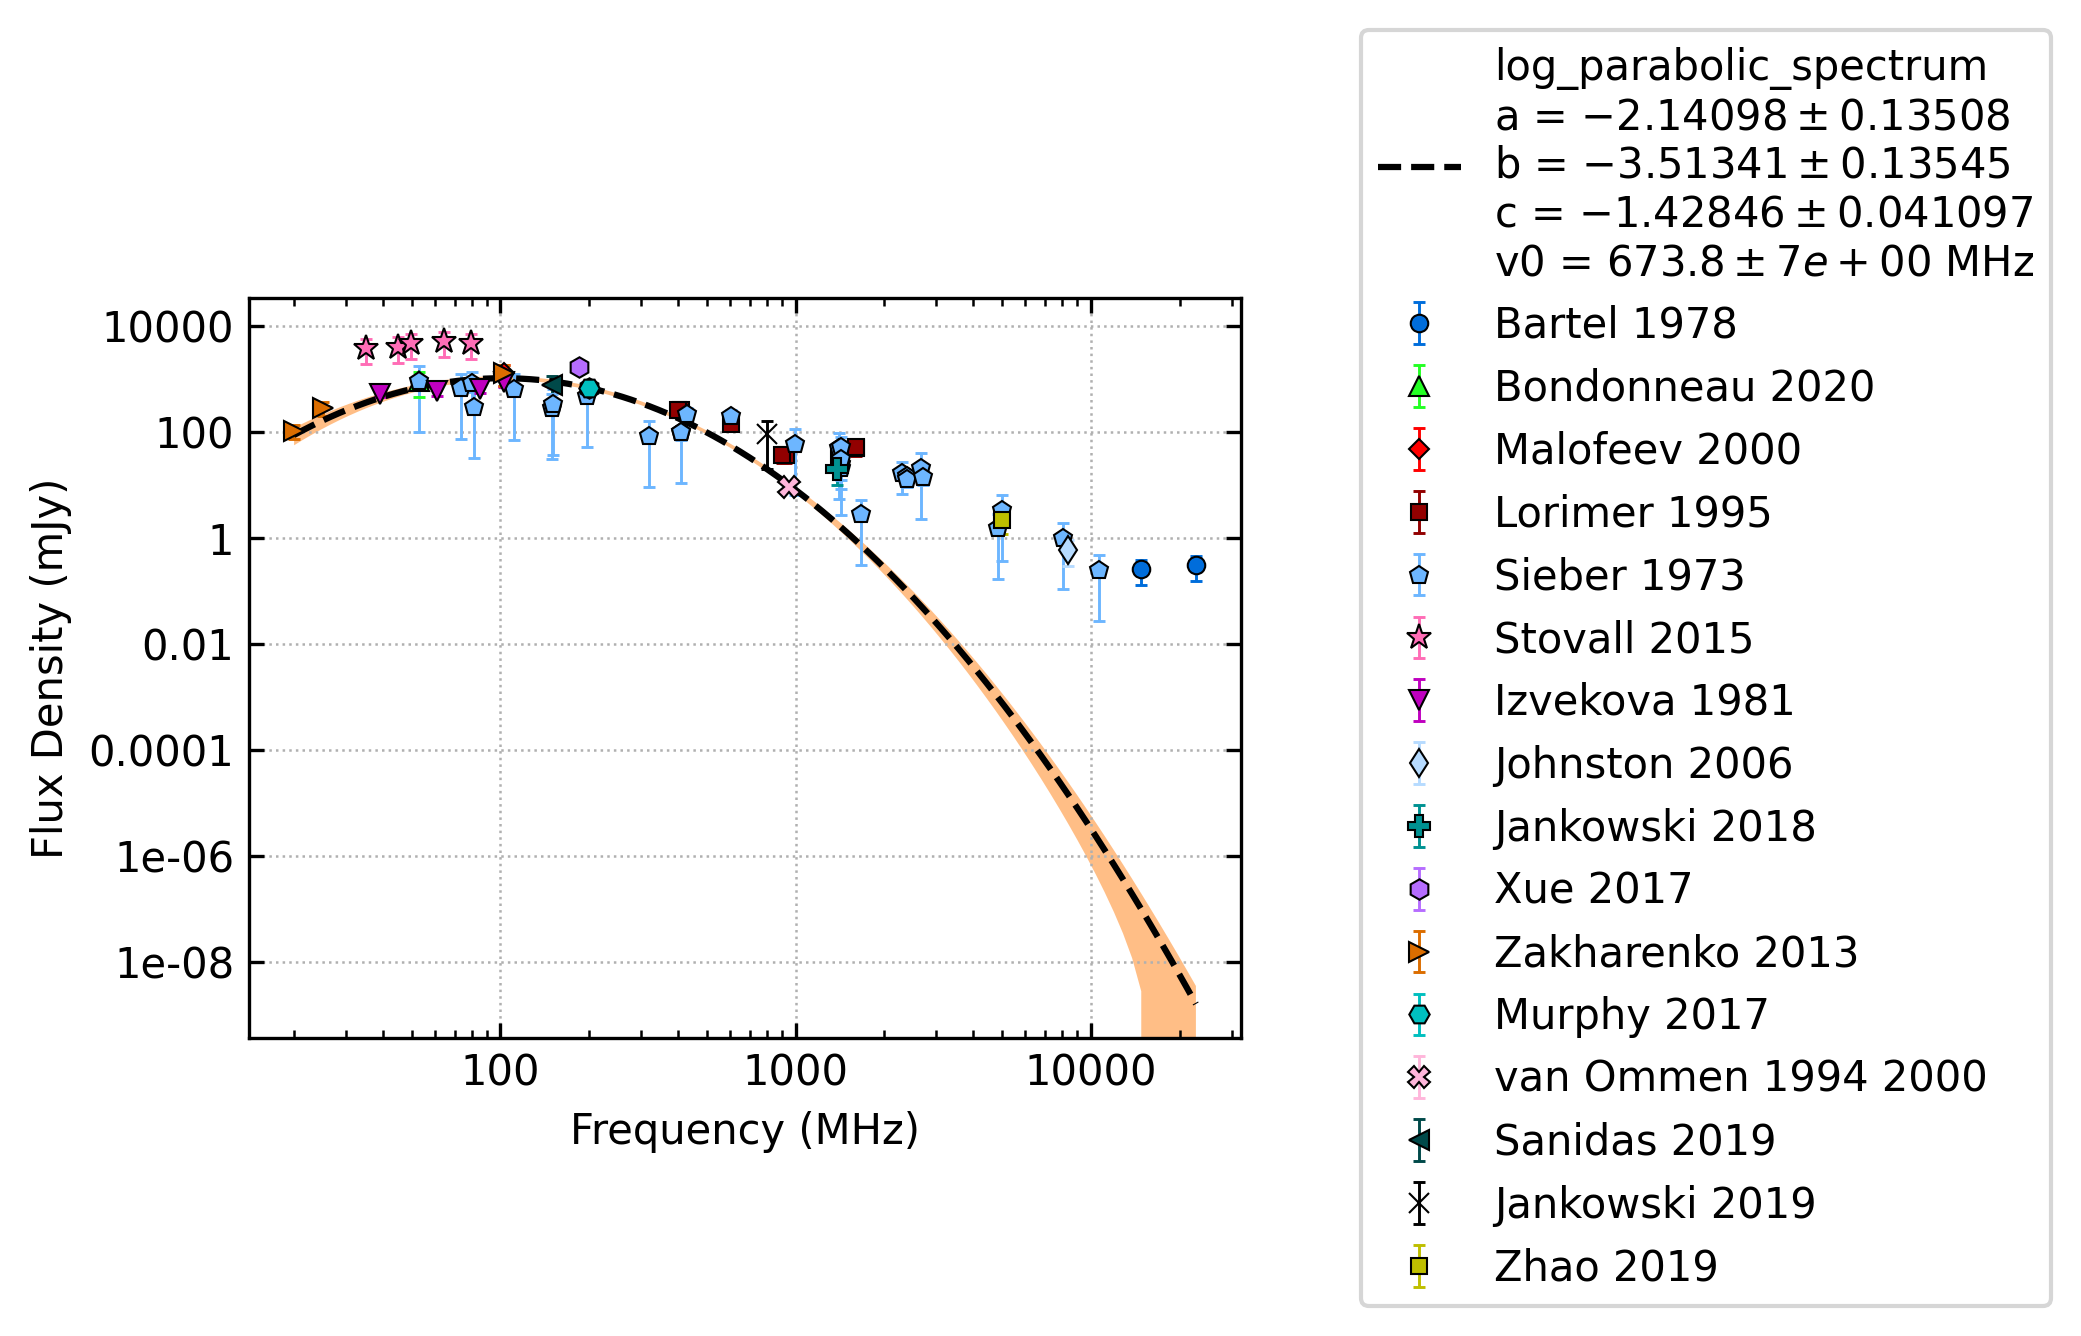 log_parabolic_spectrum
a = −2.14098 ± 0.13508
b = −3.51341 ± 0.13545
c = −1.42846 ± 0.041097
v0 = 673.8 ± 7e + 00 MHz
Bartel 1978
Bondonneau 2020
Malofeev 2000
Lorimer 1995
Sieber 1973
Stovall 2015
Izvekova 1981
Johnston 2006
Jankowski 2018
Xue 2017
Zakharenko 2013
Murphy 2017
van Ommen 1994 2000
Sanidas 2019
Jankowski 2019
Zhao 2019
Flux Density (mJy)
10000
100
1
0.01
0.0001
1e-06
1e-08
100
1000
10000
Frequency (MHz)